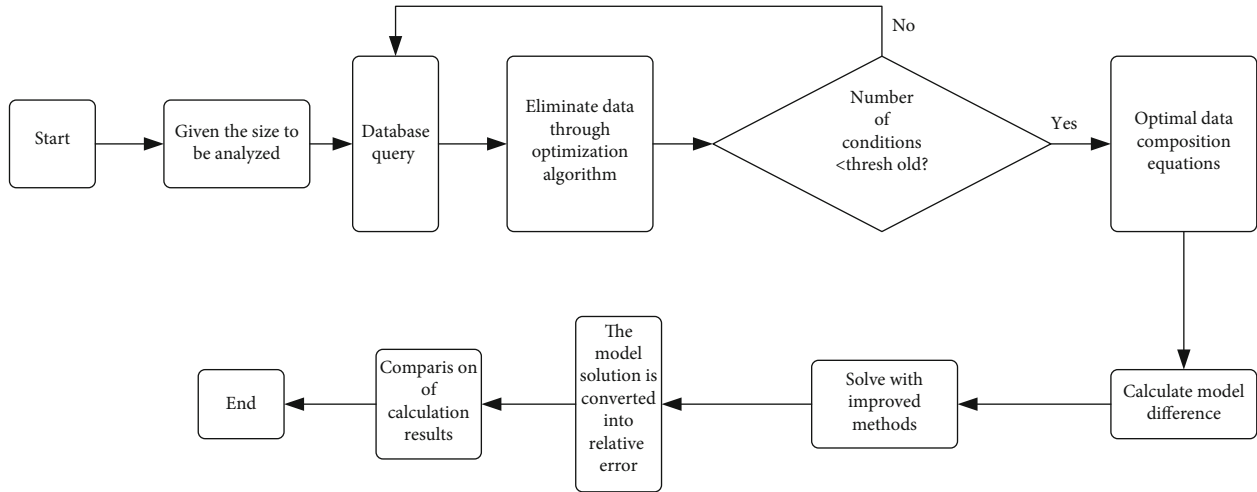 Start
Given the size to
be analyzed
Database
query
Eliminate data
through
optimization
algorithm
Number
of
conditions
<thresh old?
No
Yes
Optimal data
composition
equations
Calculate model
difference
Solve with
improved
methods
The
model
solution is
converted
into
relative
error
Comparis on
of
calculation
results
End